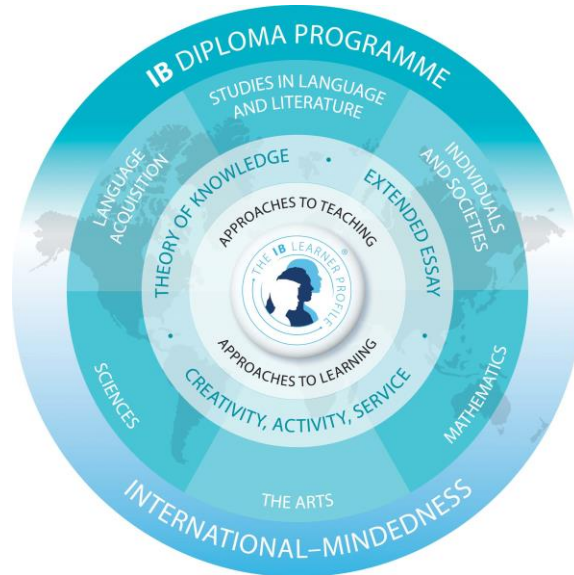 IB DIPLOMA PROGRAMME
STUDIES IN LANGUAGE
AND LITERATURE
LANGUAGE
ACQUISITION
INDIVIDUALS
AND SOCIETIES
THEORY OF KNOWLEDGE
•
EXTENDED ESSAY
•
APPROACHES TO TEACHING
THE IB LEARNER PROFILE ®
APPROACHES TO LEARNING
•
CREATIVITY, ACTIVITY, SERVICE
SCIENCES
MATHEMATICS
THE ARTS
INTERNATIONAL–MINDEDNESS